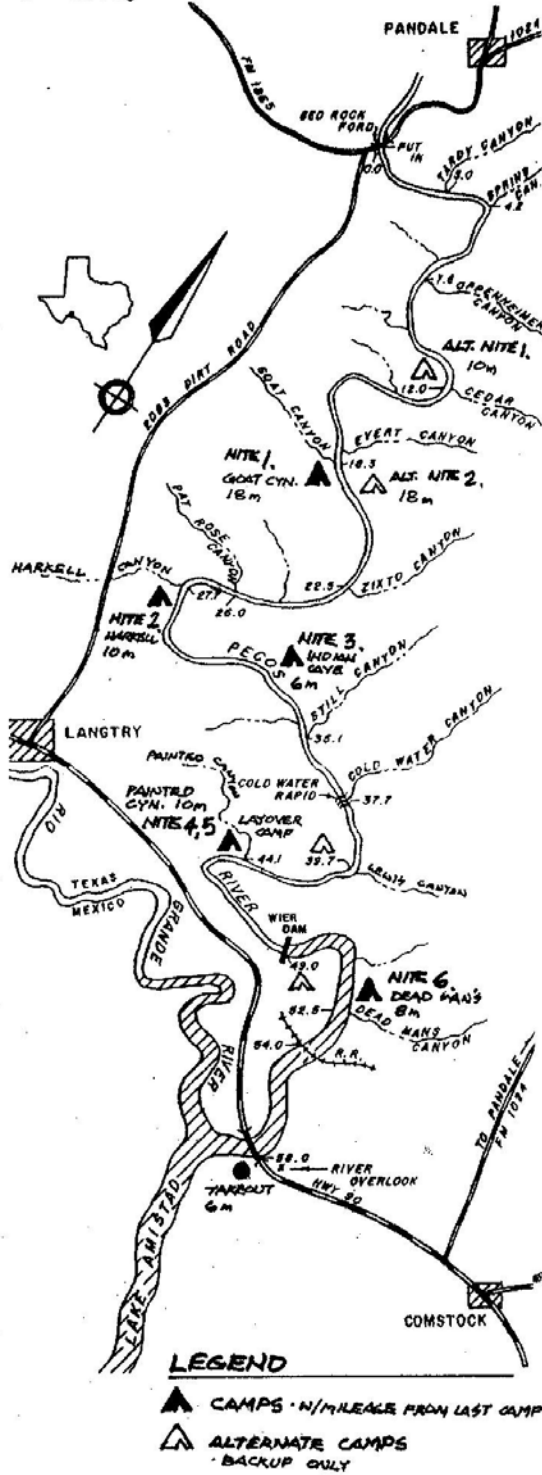 PANDALE
1024
FM 1865
BED ROCK
FORD
PUT
IN
0.0
TARDY CANYON
3.0
SPRING
CAN.
4.2
7.6
OPPENHEIMER
CANYON
ALT. NITE 1.
10m
12.0
CEDAR
CANYON
2083 DIRT ROAD
GOAT CANYON
EVERT CANYON
NITE 1.
GOAT CYN.
18m
18.3
ALT. NITE 2.
18m
PAT ROSE
CANYON
HARKELL CANYON
27.7
26.0
22.5
ZIXTO CANYON
NITE 2.
HARKELL
10m
PECOS
NITE 3.
INDIAN
CAVE
6m
STILL CANYON
35.1
LANGTRY
PAINTED CANYON
COLD WATER CANYON
COLD WATER
RAPID
37.7
PAINTED
CYN. 10m
NITE 4,5
LAYOVER
CAMP
44.1
39.7
LEWIS CANYON
RIO
GRANDE
RIVER
TEXAS
MEXICO
RIVER
WIER
DAM
49.0
NITE 6.
DEAD MAN'S
8m
52.5
DEAD MANS
CANYON
54.0
R.R.
TO PANDALE
FM 1024
58.0
X
RIVER
OVERLOOK
TAKEOUT
6m
HWY 90
LAKE AMISTAD
COMSTOCK
LEGEND
CAMPS · W/MILEAGE FROM LAST CAMP
ALTERNATE CAMPS
· BACKUP ONLY